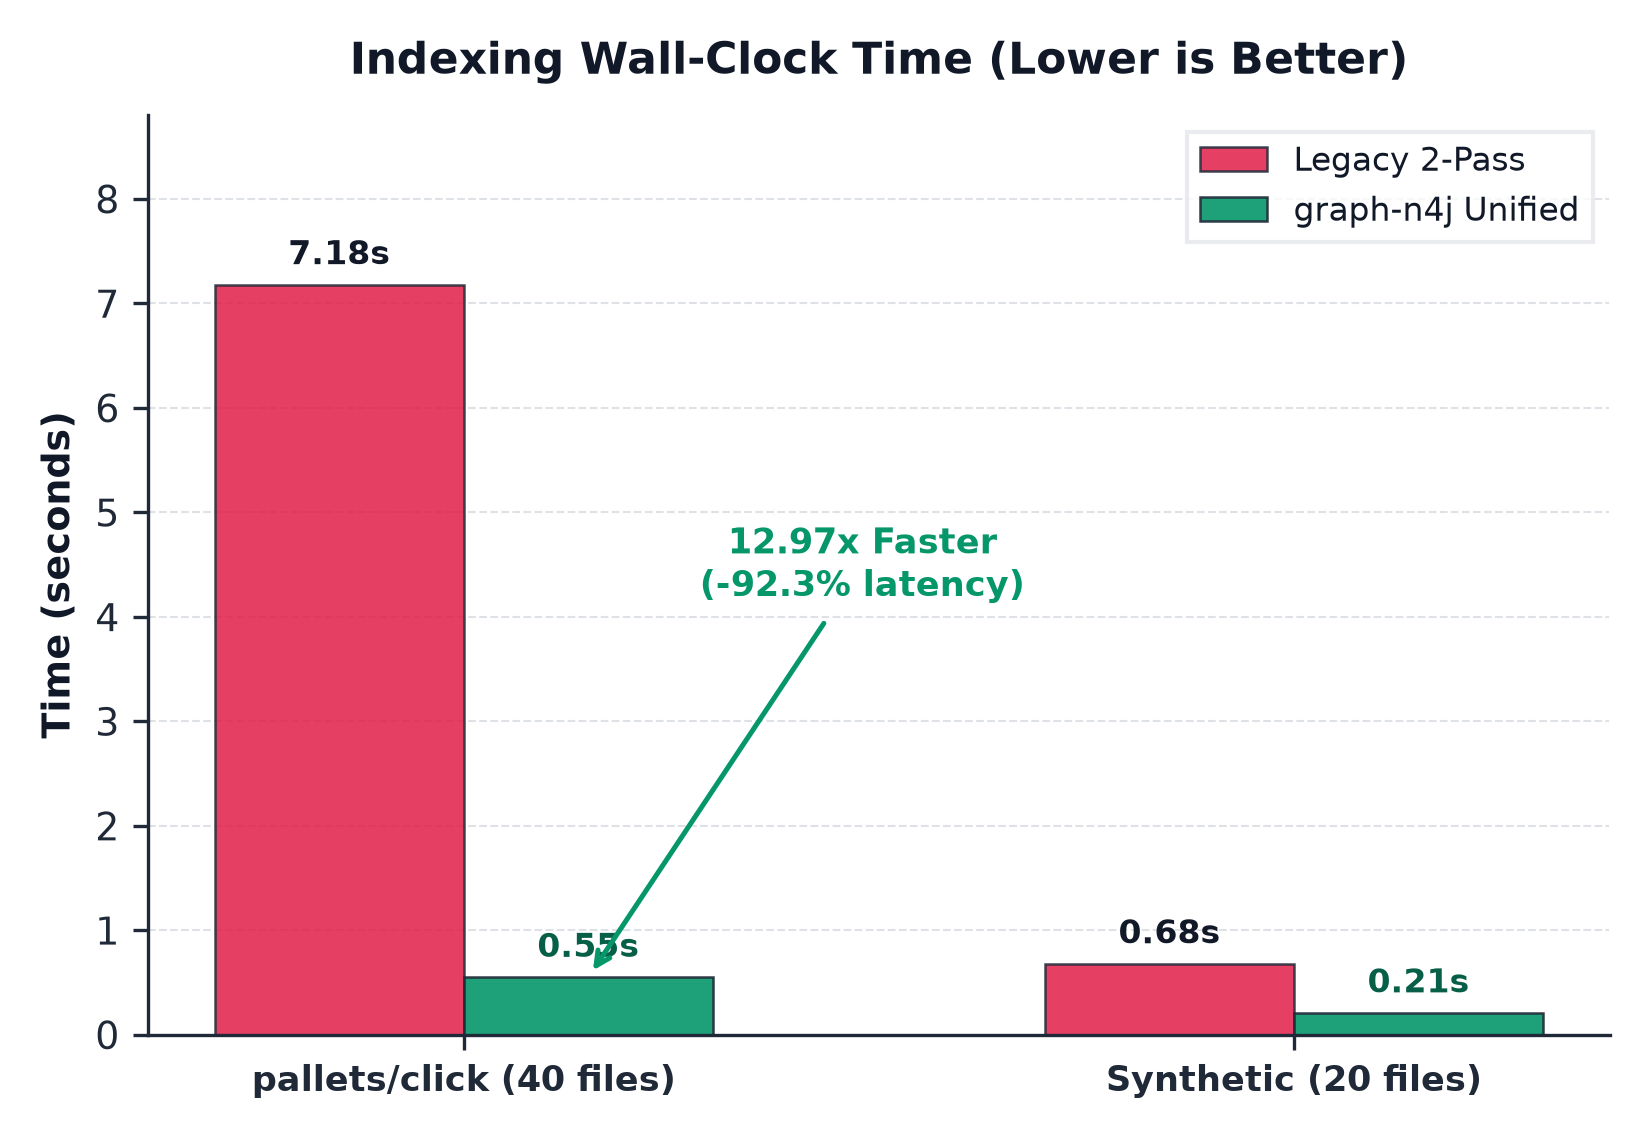 Indexing Wall-Clock Time (Lower is Better)
Legacy 2-Pass
graph-n4j Unified
Time (seconds)
8
7
6
5
4
3
2
1
0
7.18s
12.97x Faster
(-92.3% latency)
0.55s
0.68s
0.21s
pallets/click (40 files)
Synthetic (20 files)